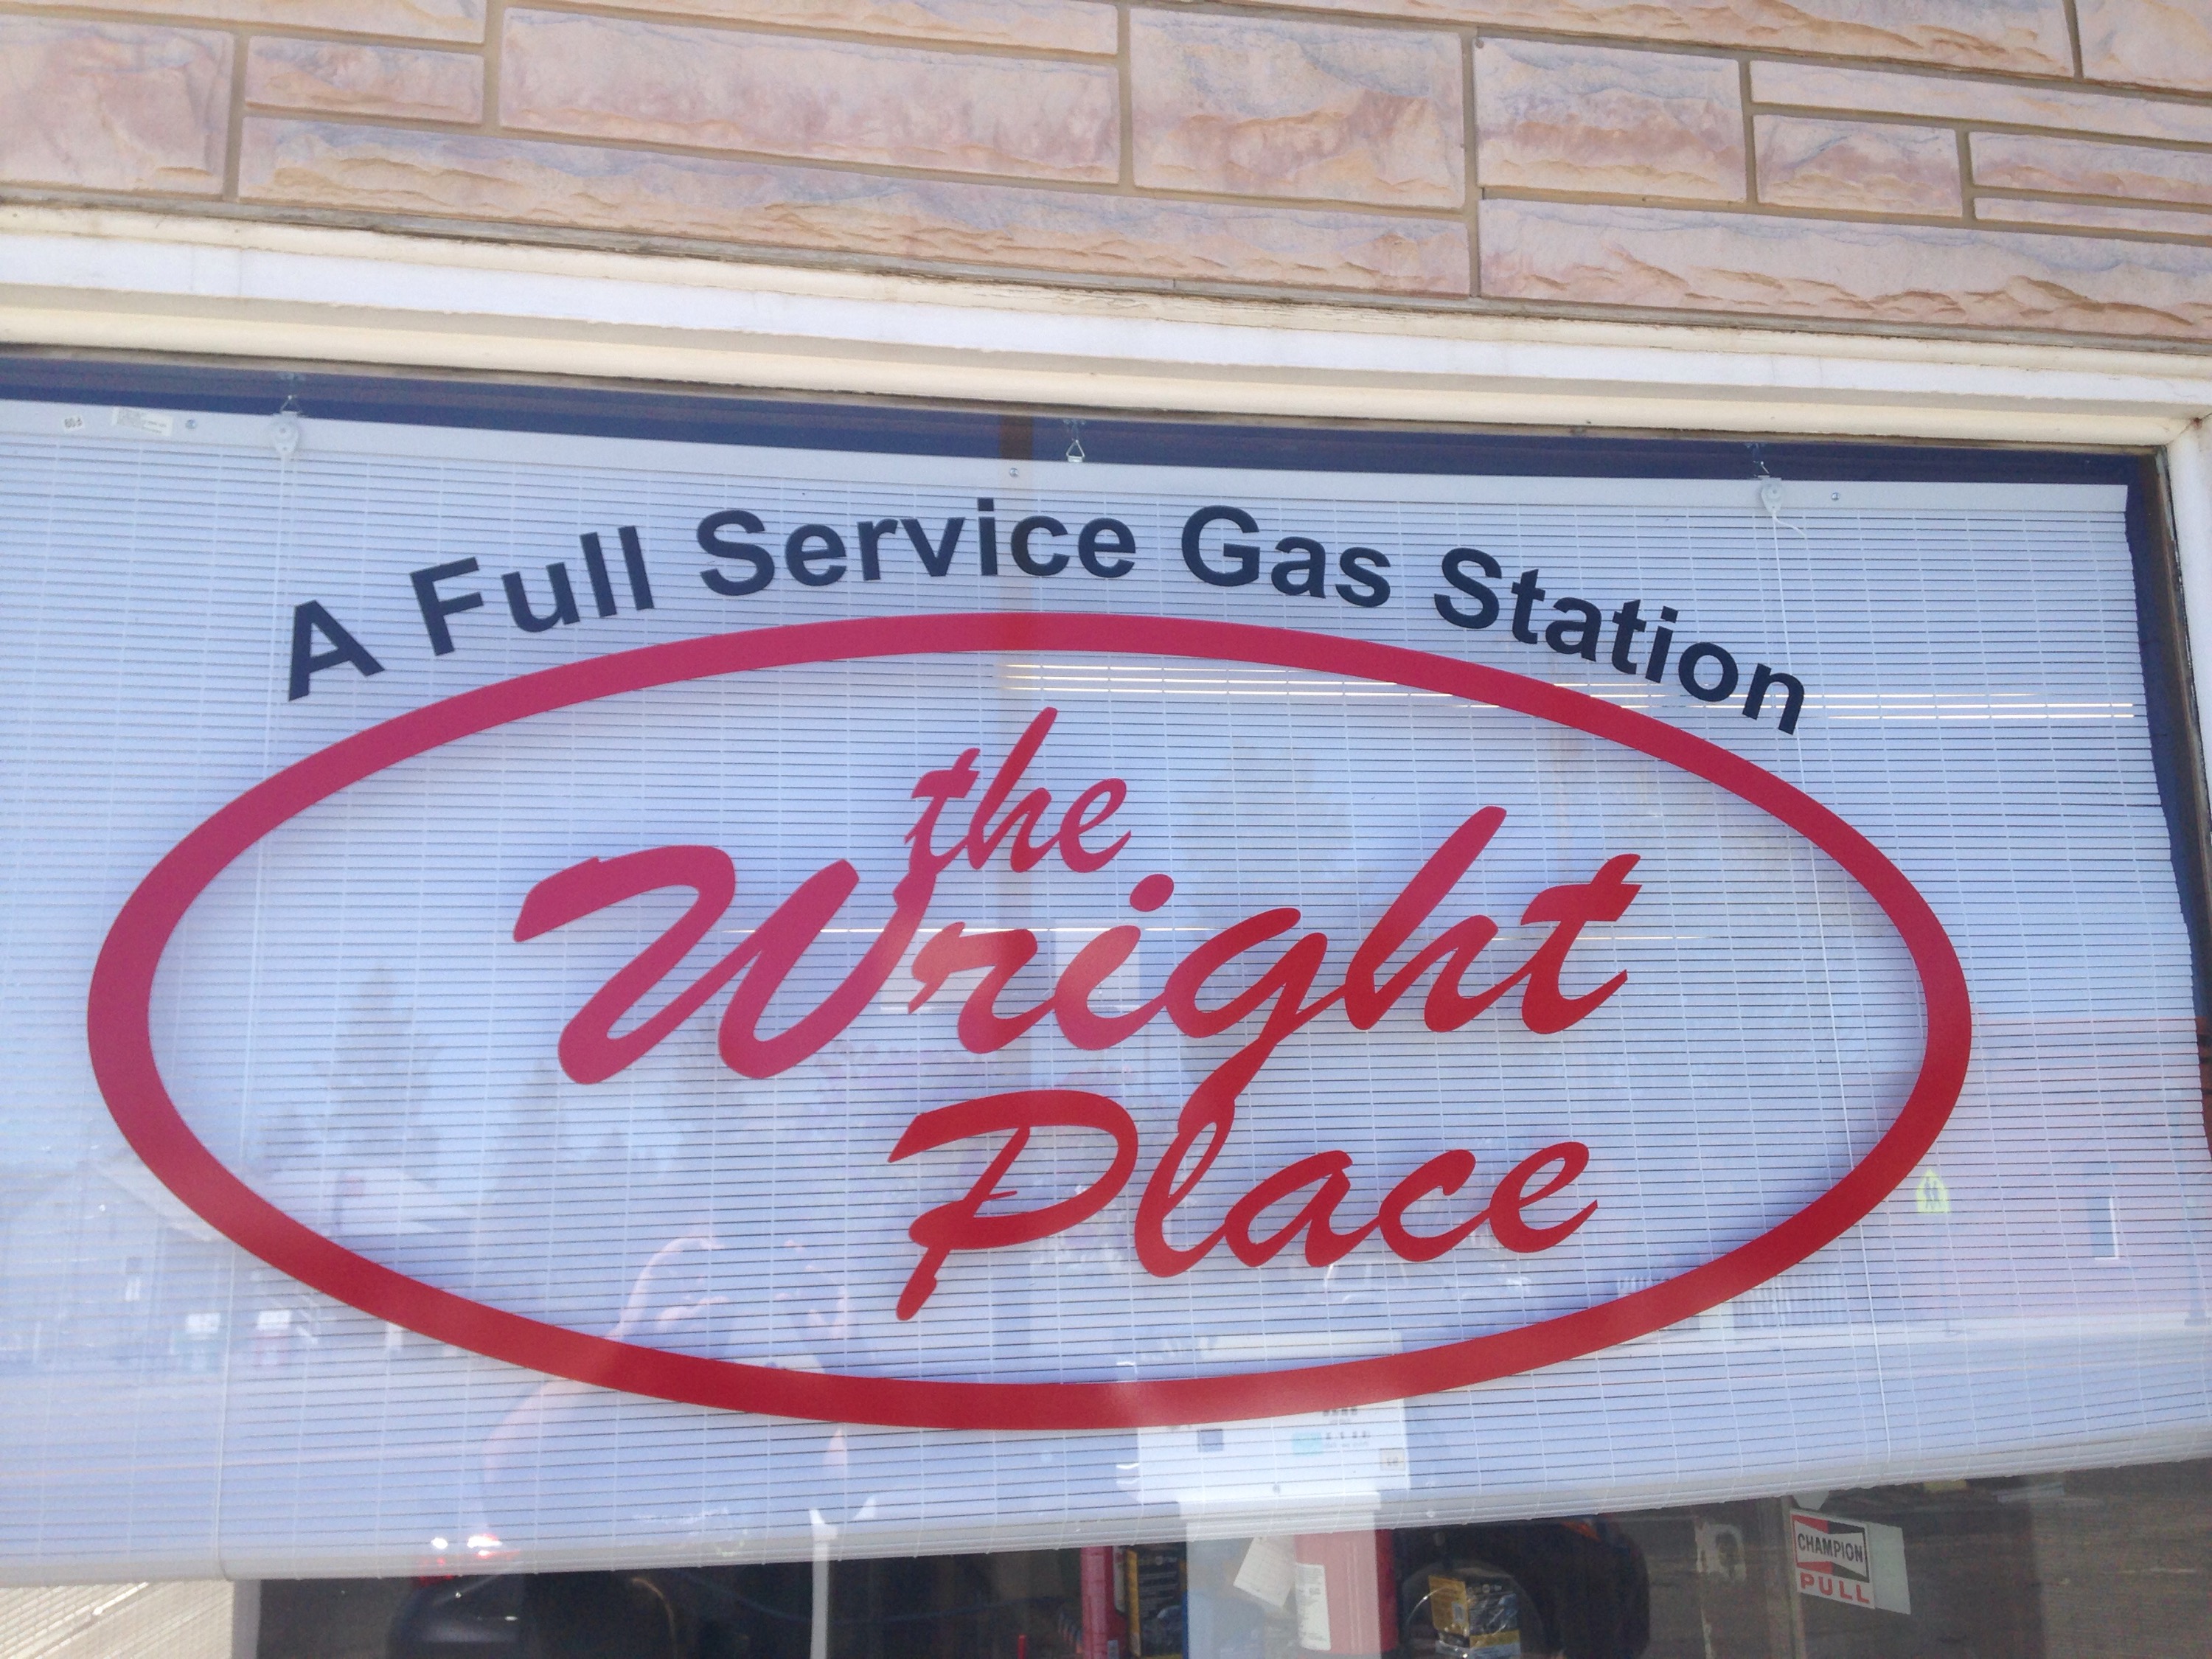 A Full Service Gas Station
the
Wright
Place
CHAMPION
PULL